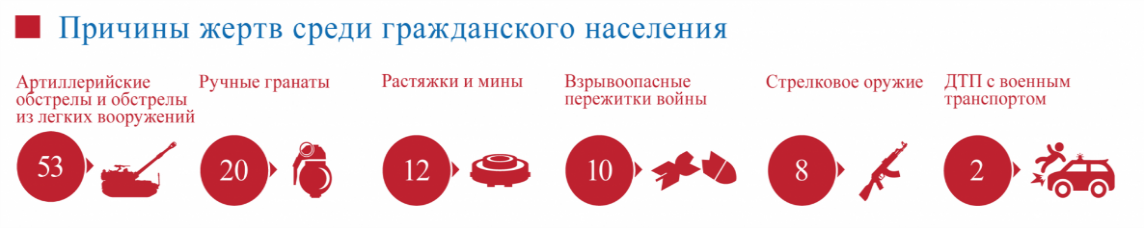 Причины жертв среди гражданского населения
Артиллерийские
обстрелы и обстрелы
из легких вооружений
53
Ручные гранаты
20
Растяжки и мины
12
Взрывоопасные
пережитки войны
10
Стрелковое оружие
8
ДТП с военным
транспортом
2